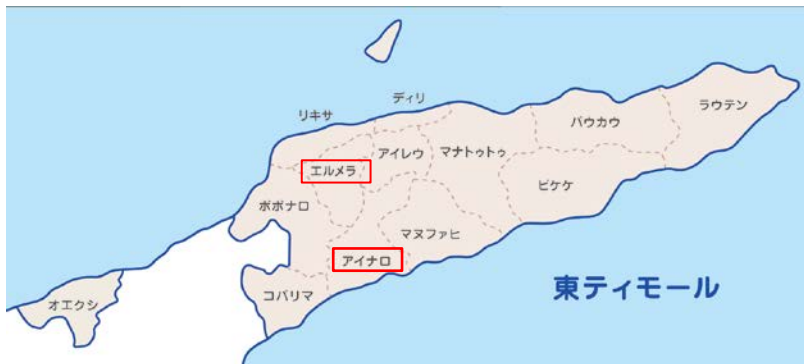 ディリ
リキサ
ラウテン
バウカウ
アイレウ
マナトゥトゥ
エルメラ
ビケケ
ボボナロ
マヌファヒ
アイナロ
東ティモール
コバリマ
オエクシ